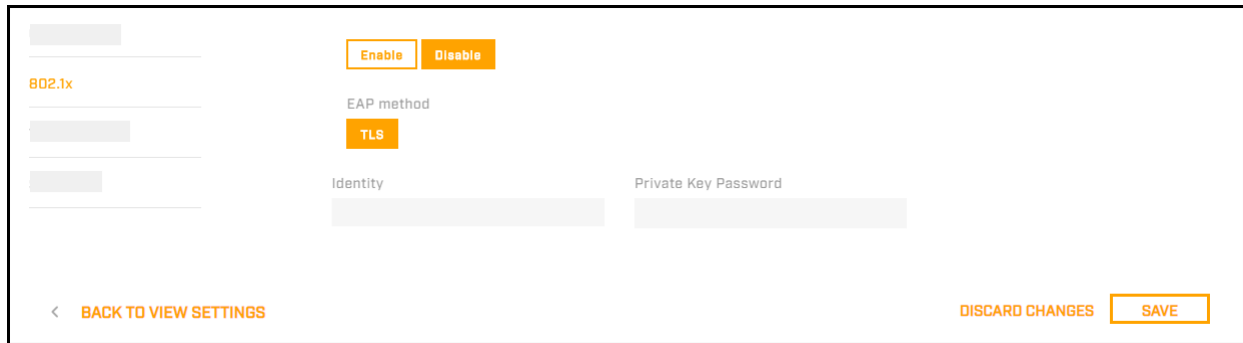 Enable Disable
802.1x
EAP method
TLS
Identity Private Key Password
< BACK TO VIEW SETTINGS DISCARD CHANGES SAVE